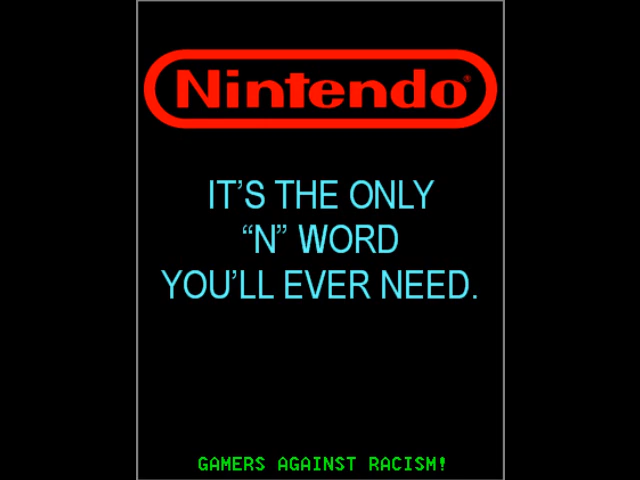 Nintendo®
IT’S THE ONLY
“N” WORD
YOU’LL EVER NEED.
GAMERS AGAINST RACISM!